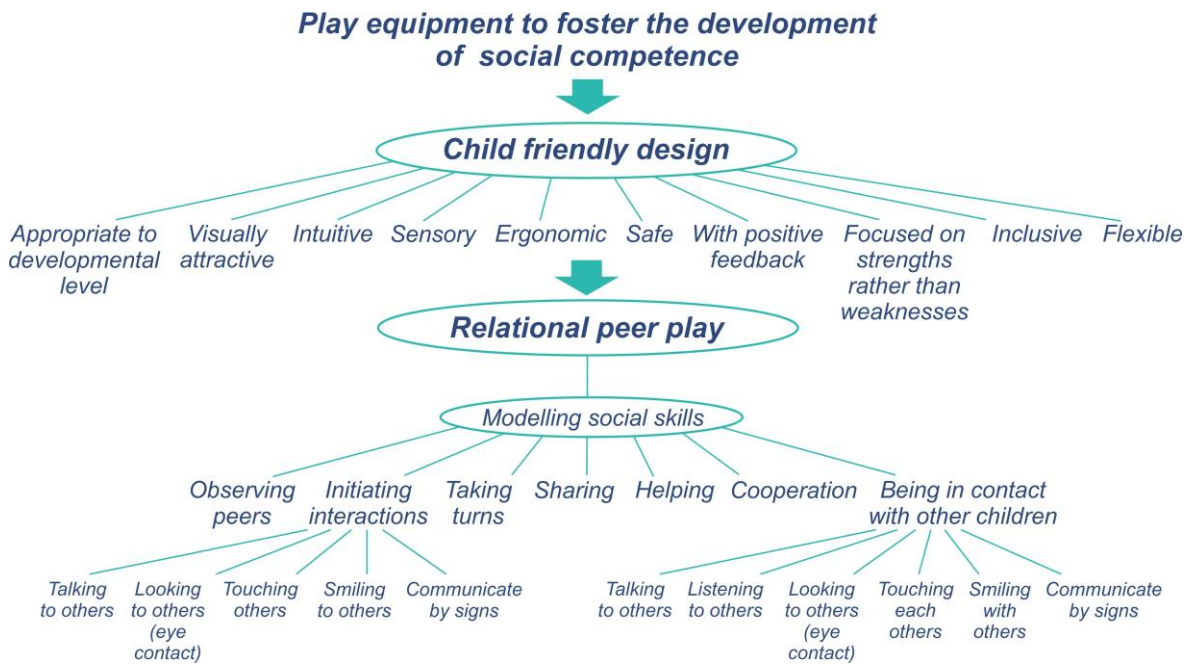 Play equipment to foster the development
of social competence
Child friendly design
Appropriate to
developmental
level
Visually
attractive
Intuitive
Sensory
Ergonomic
Safe
With positive
feedback
Focused on
strengths
rather than
weaknesses
Inclusive
Flexible
Relational peer play
Modelling social skills
Observing
peers
Initiating
interactions
Taking
turns
Sharing
Helping
Cooperation
Being in contact
with other children
Talking
to others
Looking
to others
(eye
contact)
Touching
others
Smiling
to others
Communicate
by signs
Talking
to others
Listening
to others
Looking
to others
(eye
contact)
Touching
each
others
Smiling
with
others
Communicate
by signs